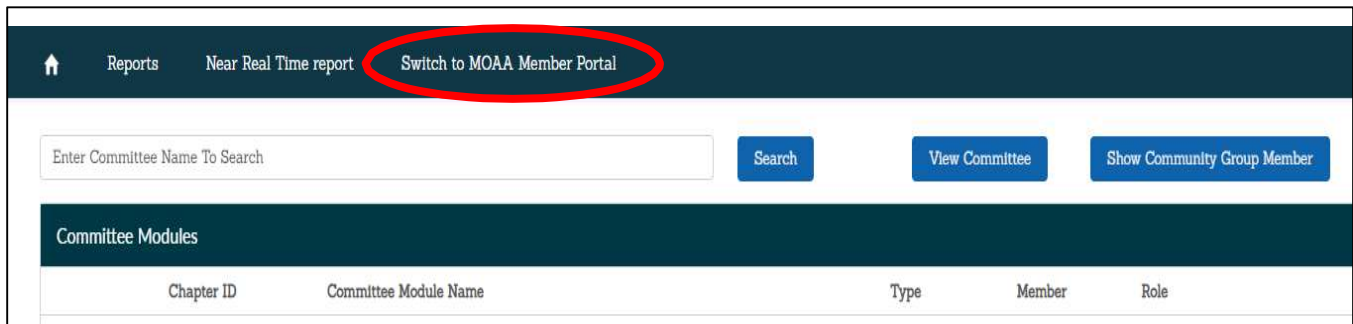 Reports Near Real Time report Switch to MOAA Member Portal
Enter Committee Name To Search Search View Committee Show Community Group Member
Committee Modules
Chapter ID Committee Module Name Type Member Role